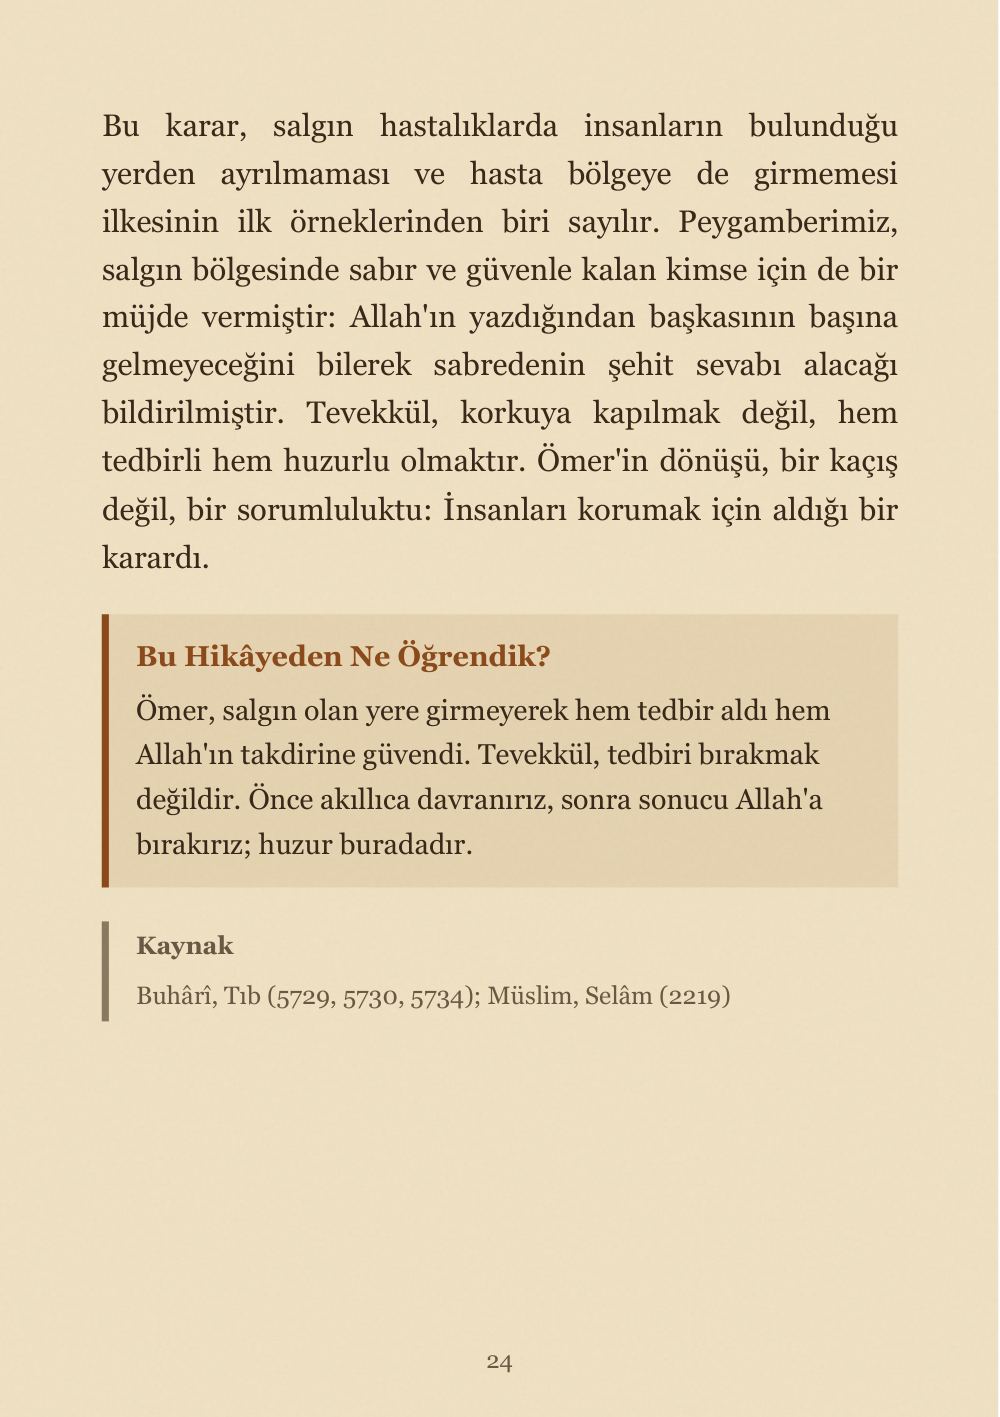 Bu karar, salgın hastalıklarda insanların bulunduğu
yerden ayrılmaması ve hasta bölgeye de girmemesi
ilkesinin ilk örneklerinden biri sayılır. Peygamberimiz,
salgın bölgesinde sabır ve güvenle kalan kimse için de bir
müjde vermiştir: Allah'ın yazdığından başkasının başına
gelmeyeceğini bilerek sabredenin şehit sevabı alacağı
bildirilmiştir. Tevekkül, korkuya kapılmak değil, hem
tedbirli hem huzurlu olmaktır. Ömer'in dönüşü, bir kaçış
değil, bir sorumluluktu: İnsanları korumak için aldığı bir
karardı.
Bu Hikâyeden Ne Öğrendik?
Ömer, salgın olan yere girmeyerek hem tedbir aldı hem
Allah'ın takdirine güvendi. Tevekkül, tedbiri bırakmak
değildir. Önce akıllıca davranırız, sonra sonucu Allah'a
bırakırız; huzur buradadır.
Kaynak
Buhârî, Tıb (5729, 5730, 5734); Müslim, Selâm (2219)
24